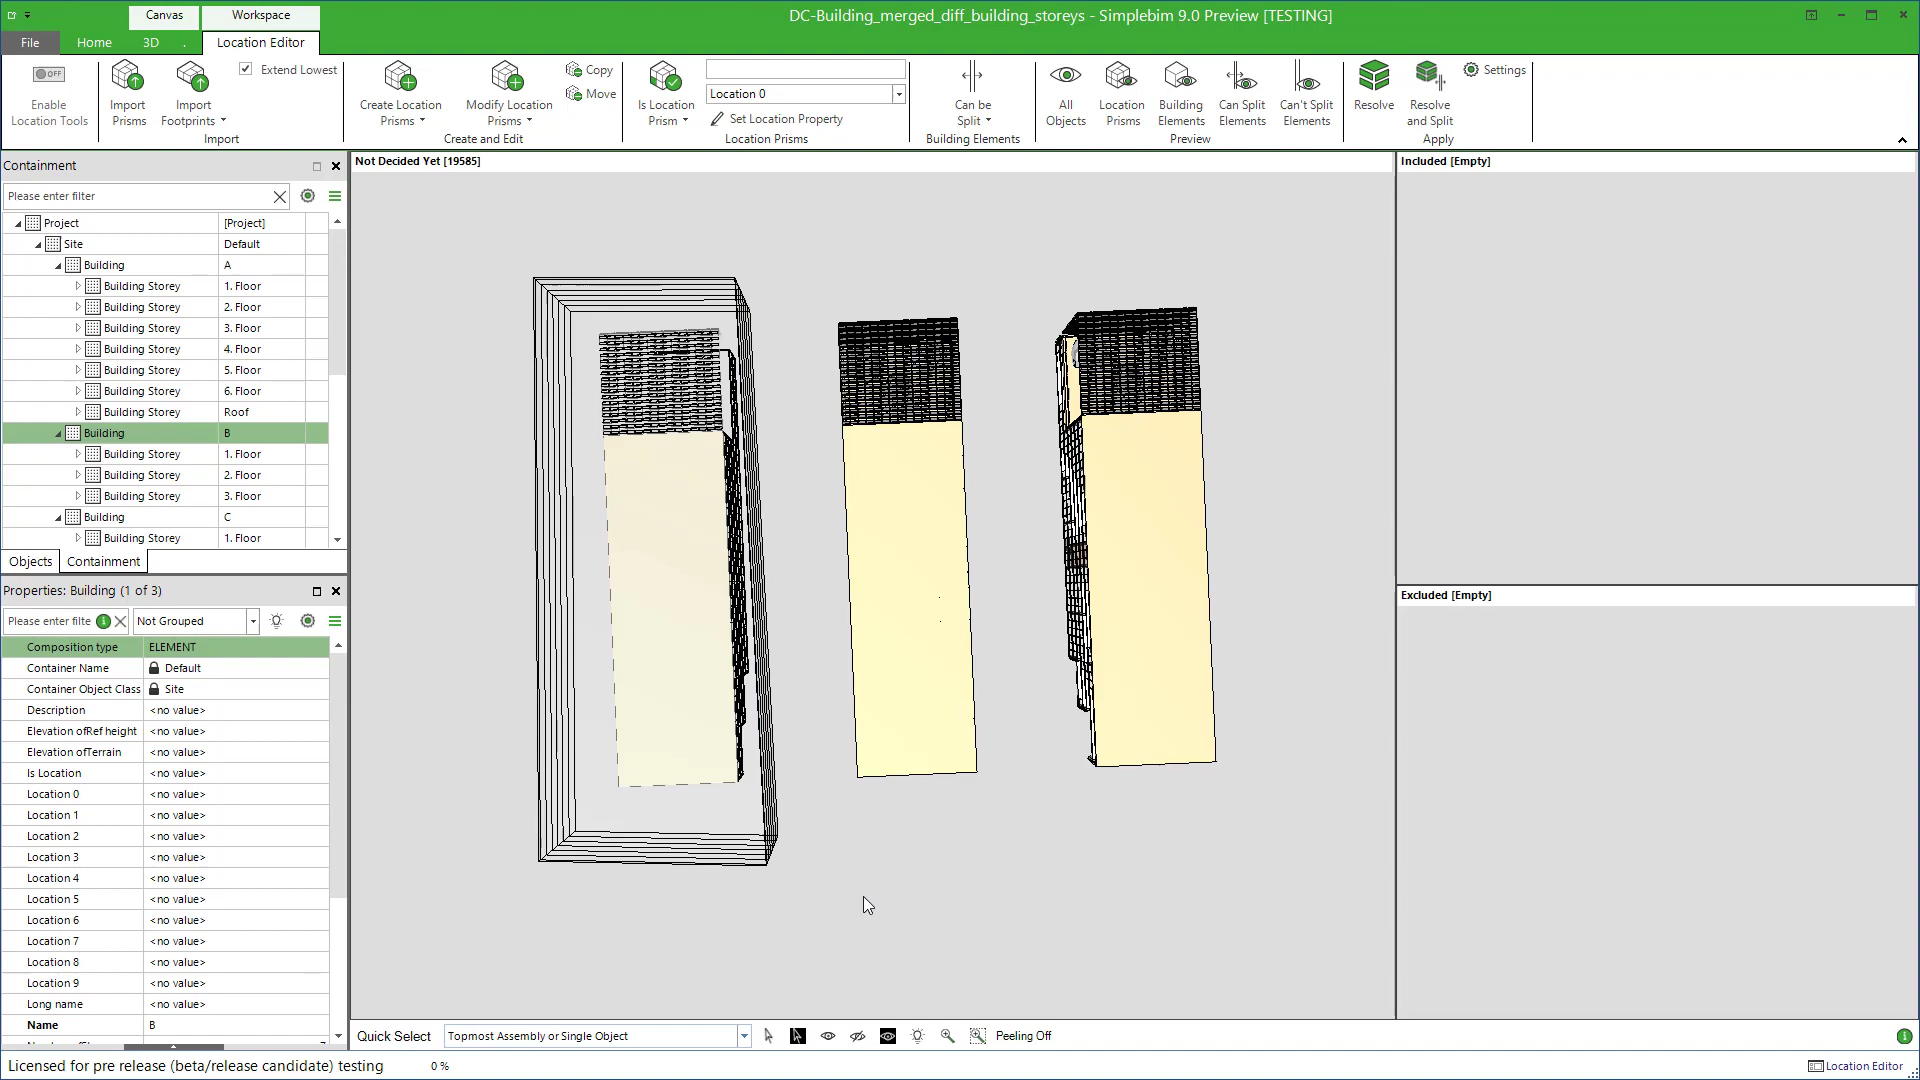 Canvas
Workspace
DC-Building_merged_diff_building_storeys - Simplebim 9.0 Preview [TESTING]
File
Home
3D
.
Location Editor
OFF
Enable
Location Tools
Import
Prisms
Import
Footprints
Extend Lowest
Import
Create Location
Prisms
Modify Location
Prisms
Copy
Move
Create and Edit
Is Location
Prism
Location 0
Set Location Property
Location Prisms
Can be
Split
Building Elements
All
Objects
Location
Prisms
Building
Elements
Can Split
Elements
Can't Split
Elements
Preview
Resolve
Resolve
and Split
Settings
Apply
Containment
Please enter filter
Project [Project]
Site Default
Building A
Building Storey 1. Floor
Building Storey 2. Floor
Building Storey 3. Floor
Building Storey 4. Floor
Building Storey 5. Floor
Building Storey 6. Floor
Building Storey Roof
Building B
Building Storey 1. Floor
Building Storey 2. Floor
Building Storey 3. Floor
Building C
Building Storey 1. Floor
Objects
Containment
Properties: Building (1 of 3)
Please enter filte
Not Grouped
Composition type ELEMENT
Container Name Default
Container Object Class Site
Description <no value>
Elevation ofRef height <no value>
Elevation ofTerrain <no value>
Is Location <no value>
Location 0 <no value>
Location 1 <no value>
Location 2 <no value>
Location 3 <no value>
Location 4 <no value>
Location 5 <no value>
Location 6 <no value>
Location 7 <no value>
Location 8 <no value>
Location 9 <no value>
Long name <no value>
Name B
Not Decided Yet [19585]
Included [Empty]
Excluded [Empty]
Quick Select
Topmost Assembly or Single Object
Peeling Off
Licensed for pre release (beta/release candidate) testing
0 %
Location Editor